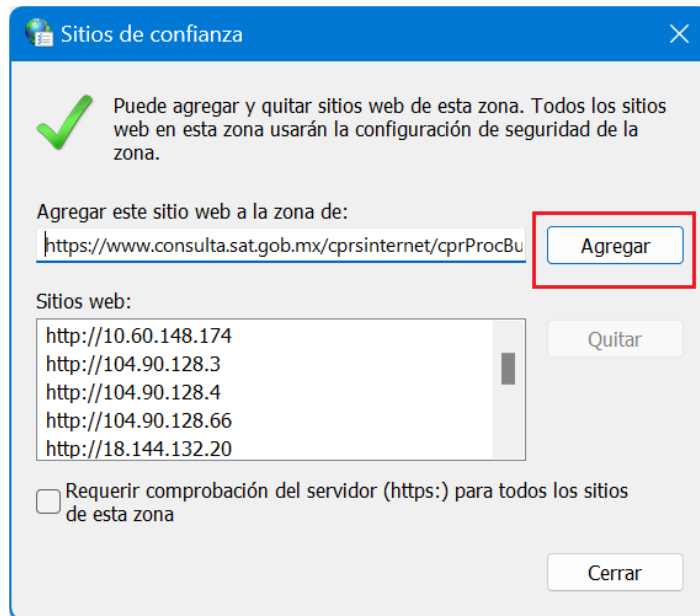 Sitios de confianza
Puede agregar y quitar sitios web de esta zona. Todos los sitios
web en esta zona usarán la configuración de seguridad de la
zona.
Agregar este sitio web a la zona de:
https://www.consulta.sat.gob.mx/cprsinternet/cprProcBu
Agregar
Sitios web:
http://10.60.148.174
http://104.90.128.3
http://104.90.128.4
http://104.90.128.66
http://18.144.132.20
Quitar
Requerir comprobación del servidor (https:) para todos los sitios
de esta zona
Cerrar